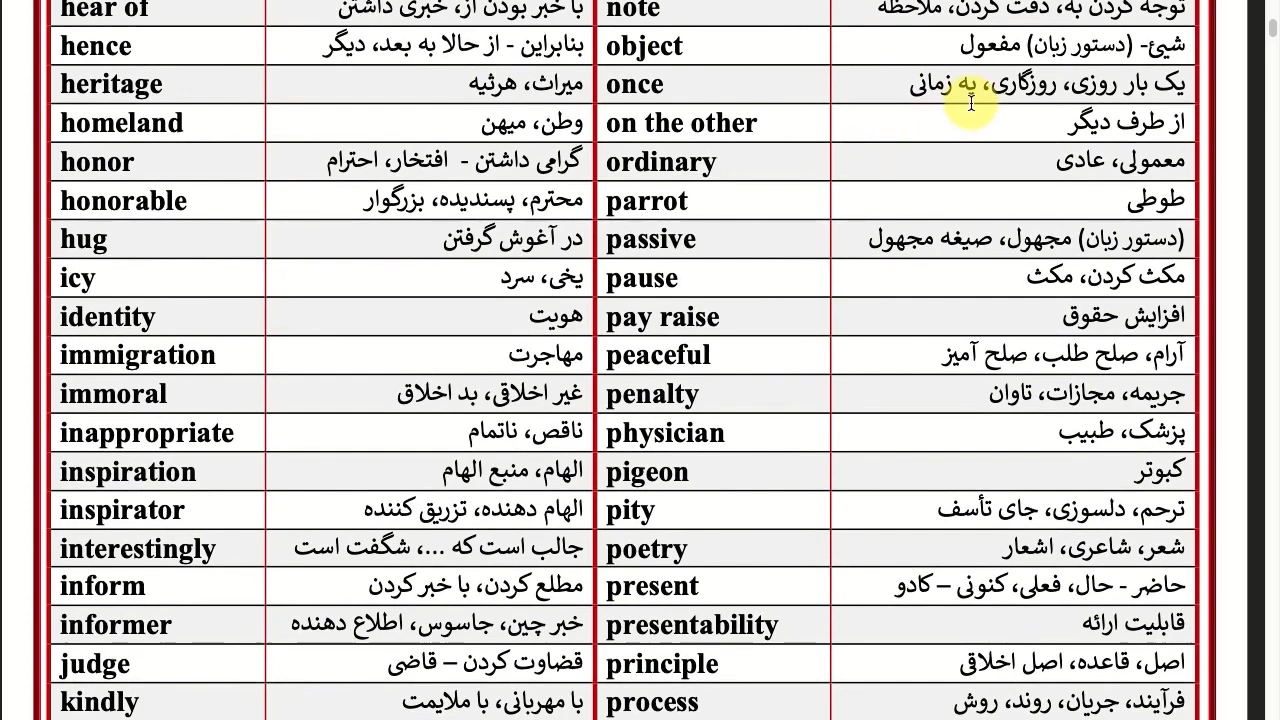 hear of با خبر بودن از، خبری داشتن note توجه کردن به، دقت کردن، ملاحظه
hence بنابراین - از حالا به بعد، دیگر object شیئ- (دستور زبان) مفعول
heritage میراث، هرثیه once یک بار روزی، روزگاری، یه زمانی
homeland وطن، میهن on the other از طرف دیگر
honor گرامی داشتن - افتخار، احترام ordinary معمولی، عادی
honorable محترم، پسندیده، بزرگوار parrot طوطی
hug در آغوش گرفتن passive (دستور زبان) مجهول، صیغه مجهول
icy یخی، سرد pause مکث کردن، مکث
identity هویت pay raise افزایش حقوق
immigration مهاجرت peaceful آرام، صلح طلب، صلح آمیز
immoral غیر اخلاقی، بد اخلاق penalty جریمه، مجازات، تاوان
inappropriate ناقص، ناتمام physician پزشک، طبیب
inspiration الهام، منبع الهام pigeon کبوتر
inspirator الهام دهنده، تزریق کننده pity ترحم، دلسوزی، جای تأسف
interestingly جالب است که ...، شگفت است poetry شعر، شاعری، اشعار
inform مطلع کردن، با خبر کردن present حاضر - حال، فعلی، کنونی – کادو
informer خبر چین، جاسوس، اطلاع دهنده presentability قابلیت ارائه
judge قضاوت کردن – قاضی principle اصل، قاعده، اصل اخلاقی
kindly با مهربانی، با ملایمت process فرآیند، جریان، روند، روش